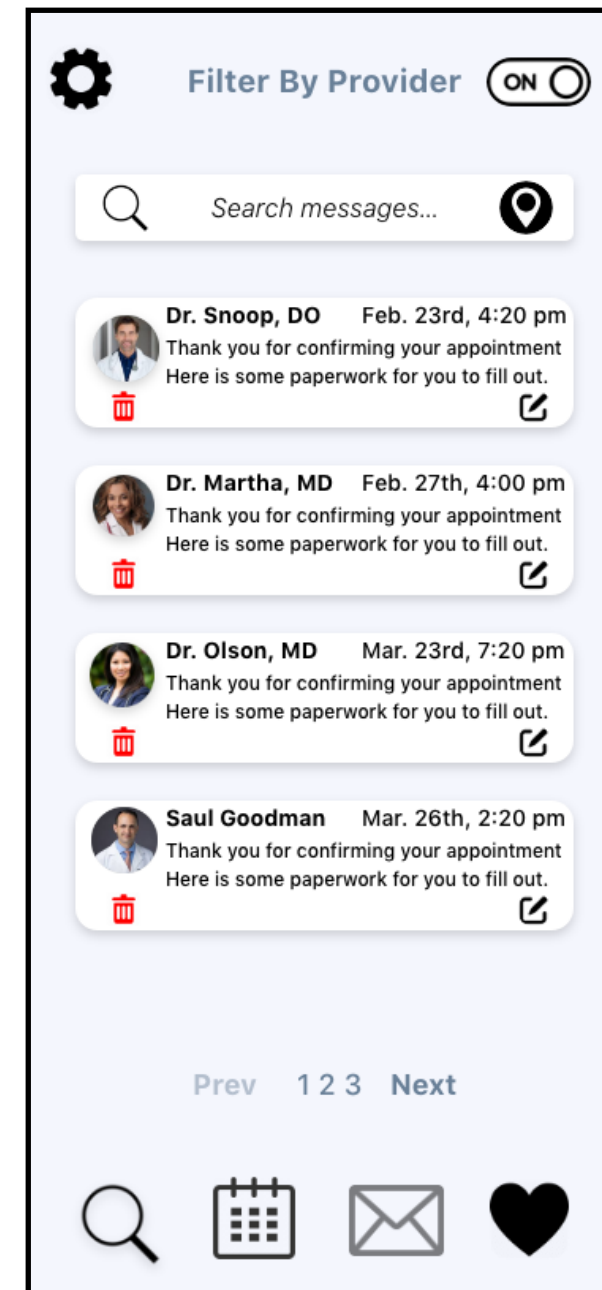 Filter By Provider ON
Search messages...
Dr. Snoop, DO Feb. 23rd, 4:20 pm
Thank you for confirming your appointment
Here is some paperwork for you to fill out.
Dr. Martha, MD Feb. 27th, 4:00 pm
Thank you for confirming your appointment
Here is some paperwork for you to fill out.
Dr. Olson, MD Mar. 23rd, 7:20 pm
Thank you for confirming your appointment
Here is some paperwork for you to fill out.
Saul Goodman Mar. 26th, 2:20 pm
Thank you for confirming your appointment
Here is some paperwork for you to fill out.
Prev 1 2 3 Next